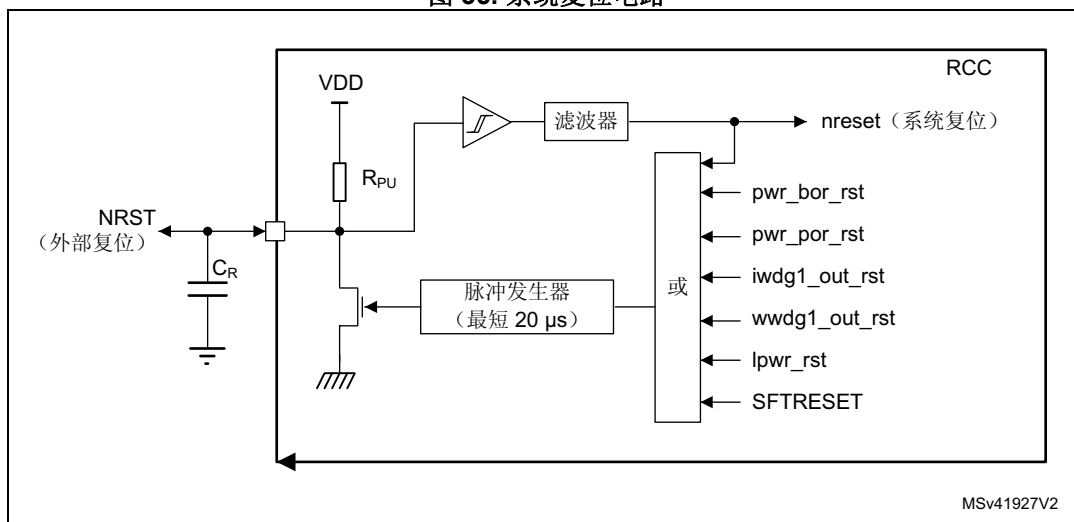 RCC
VDD
滤波器
nreset（系统复位）
RPU
pwr_bor_rst
NRST
（外部复位）
pwr_por_rst
CR
脉冲发生器
（最短 20 µs）
或
iwdg1_out_rst
wwdg1_out_rst
lpwr_rst
SFTRESET
MSv41927V2